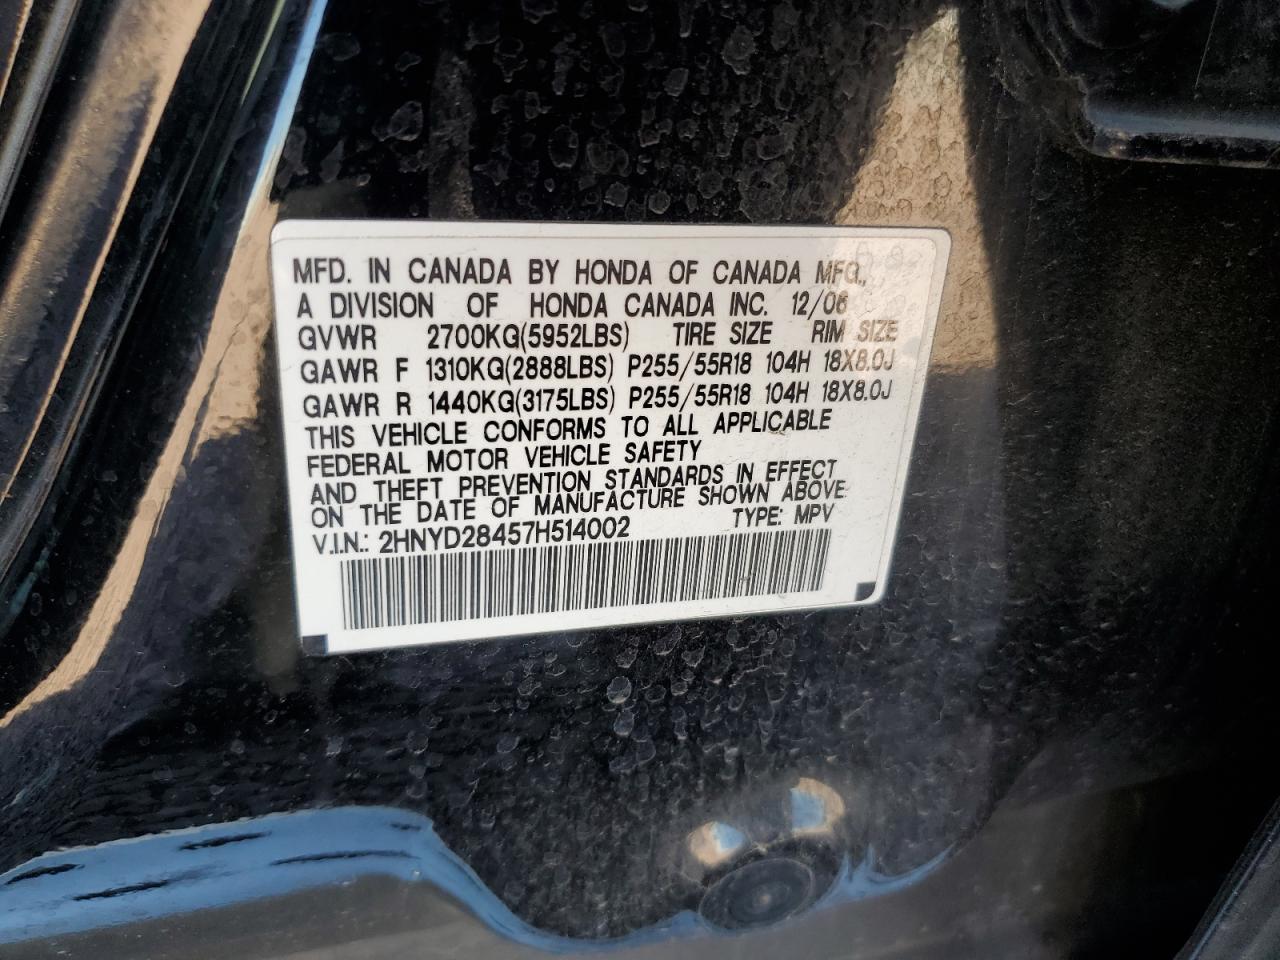 MFD. IN CANADA BY HONDA OF CANADA MFG.,
A DIVISION OF HONDA CANADA INC. 12/06
GVWR 2700KG(5952LBS) TIRE SIZE RIM SIZE
GAWR F 1310KG(2888LBS) P255/55R18 104H 18X8.0J
GAWR R 1440KG(3175LBS) P255/55R18 104H 18X8.0J
THIS VEHICLE CONFORMS TO ALL APPLICABLE
FEDERAL MOTOR VEHICLE SAFETY
AND THEFT PREVENTION STANDARDS IN EFFECT
ON THE DATE OF MANUFACTURE SHOWN ABOVE
V.I.N.: 2HNYD28457H514002 TYPE: MPV